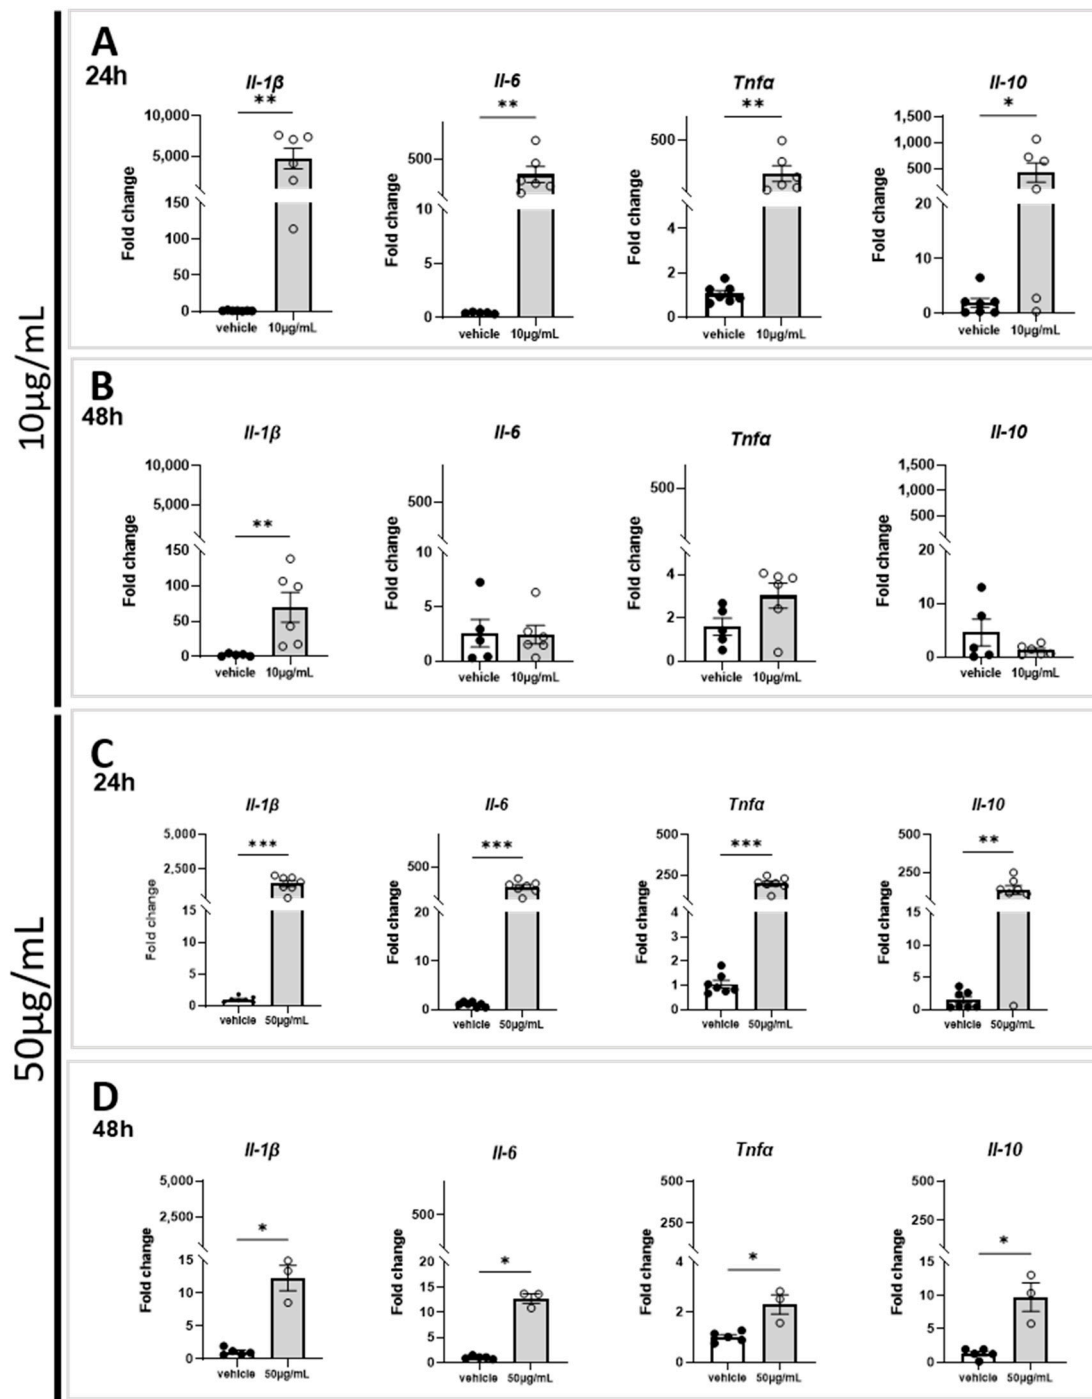 10µg/mL
A
24h
Il-1β
**
10,000
5,000
150
100
50
0
Fold change
vehicle 10µg/mL
Il-6
**
500
10
5
0
Fold change
vehicle 10µg/mL
Tnfα
**
500
4
2
0
Fold change
vehicle 10µg/mL
Il-10
*
1,500
1,000
500
20
10
0
Fold change
vehicle 10µg/mL
B
48h
Il-1β
**
10,000
5,000
150
100
50
0
Fold change
vehicle 10µg/mL
Il-6
500
10
5
0
Fold change
vehicle 10µg/mL
Tnfα
500
4
2
0
Fold change
vehicle 10µg/mL
Il-10
1,500
1,000
500
20
10
0
Fold change
vehicle 10µg/mL
50µg/mL
C
24h
Il-1β
***
5,000
2,500
15
10
5
0
Fold change
vehicle 50µg/mL
Il-6
***
500
20
10
0
Fold change
vehicle 50µg/mL
Tnfα
***
500
250
4
3
2
1
0
Fold change
vehicle 50µg/mL
Il-10
**
500
250
15
10
5
0
Fold change
vehicle 50µg/mL
D
48h
Il-1β
*
5,000
2,500
15
10
5
0
Fold change
vehicle 50µg/mL
Il-6
*
500
20
15
10
5
0
Fold change
vehicle 50µg/mL
Tnfα
*
500
250
4
2
0
Fold change
vehicle 50µg/mL
Il-10
*
500
250
15
10
5
0
Fold change
vehicle 50µg/mL